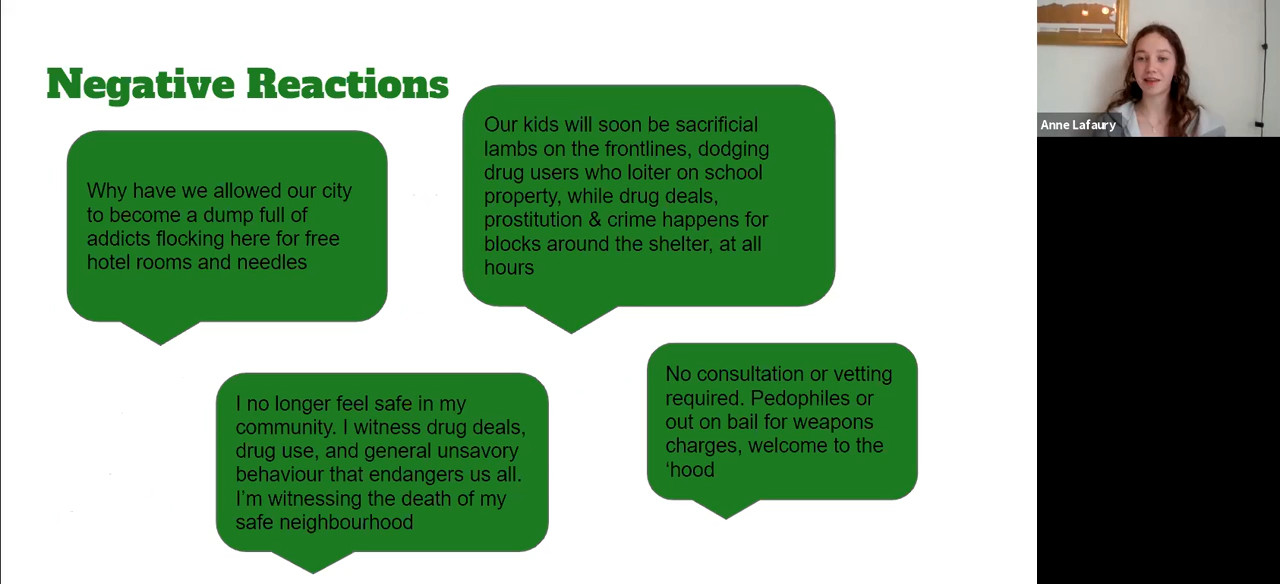 Negative Reactions
Why have we allowed our city
to become a dump full of
addicts flocking here for free
hotel rooms and needles
Our kids will soon be sacrificial
lambs on the frontlines, dodging
drug users who loiter on school
property, while drug deals,
prostitution & crime happens for
blocks around the shelter, at all
hours
I no longer feel safe in my
community. I witness drug deals,
drug use, and general unsavory
behaviour that endangers us all.
I'm witnessing the death of my
safe neighbourhood
No consultation or vetting
required. Pedophiles or
out on bail for weapons
charges, welcome to the
‘hood
Anne Lafaury